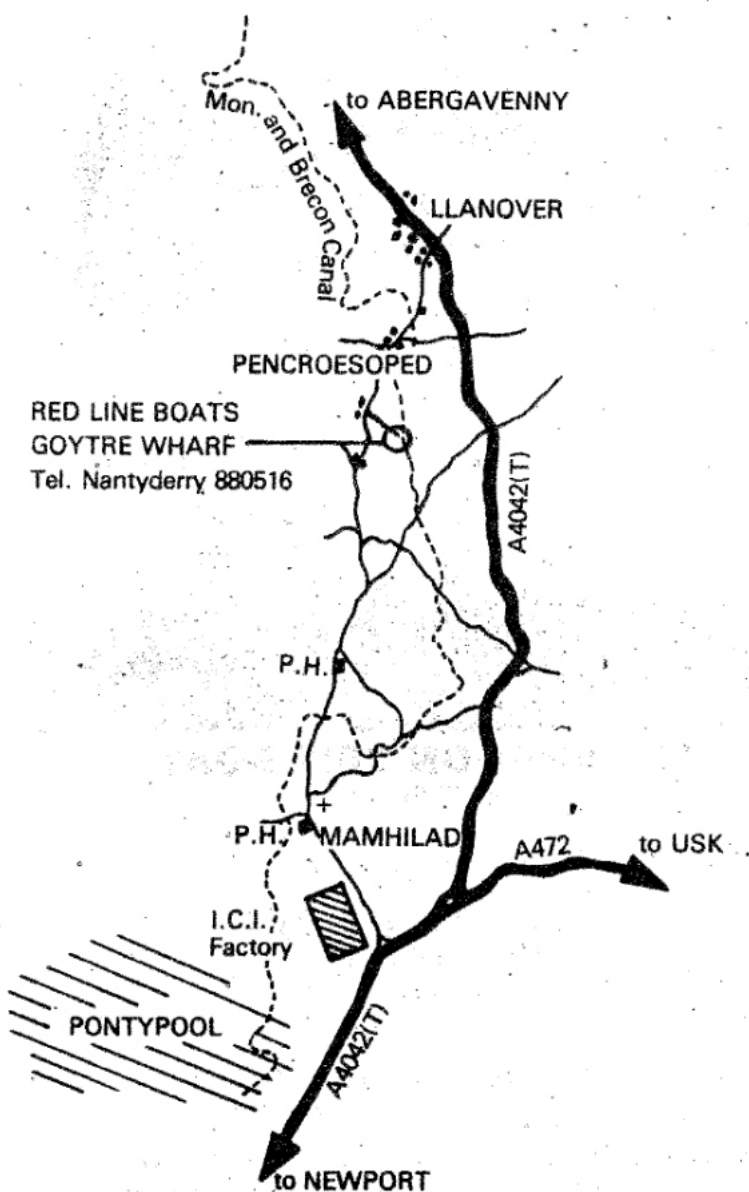 to ABERGAVENNY
Mon. and Brecon Canal
LLANOVER
PENCROESOPED
RED LINE BOATS
GOYTRE WHARF
Tel. Nantyderry 880516
A4042(T)
P.H.
P.H.
MAMHILAD
A472
to USK
I.C.I.
Factory
PONTYPOOL
A4042(T)
to NEWPORT